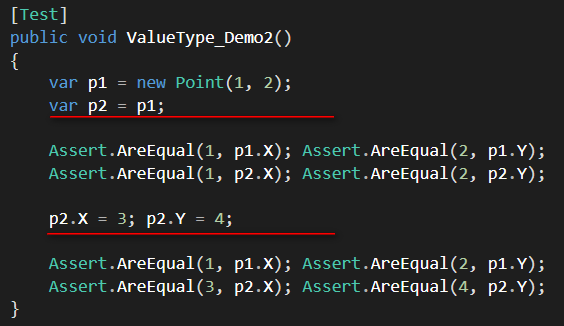 [Test]
public void ValueType_Demo2()
{
var p1 = new Point(1, 2);
var p2 = p1;
Assert.AreEqual(1, p1.X); Assert.AreEqual(2, p1.Y);
Assert.AreEqual(1, p2.X); Assert.AreEqual(2, p2.Y);
p2.X = 3; p2.Y = 4;
Assert.AreEqual(1, p1.X); Assert.AreEqual(2, p1.Y);
Assert.AreEqual(3, p2.X); Assert.AreEqual(4, p2.Y);
}